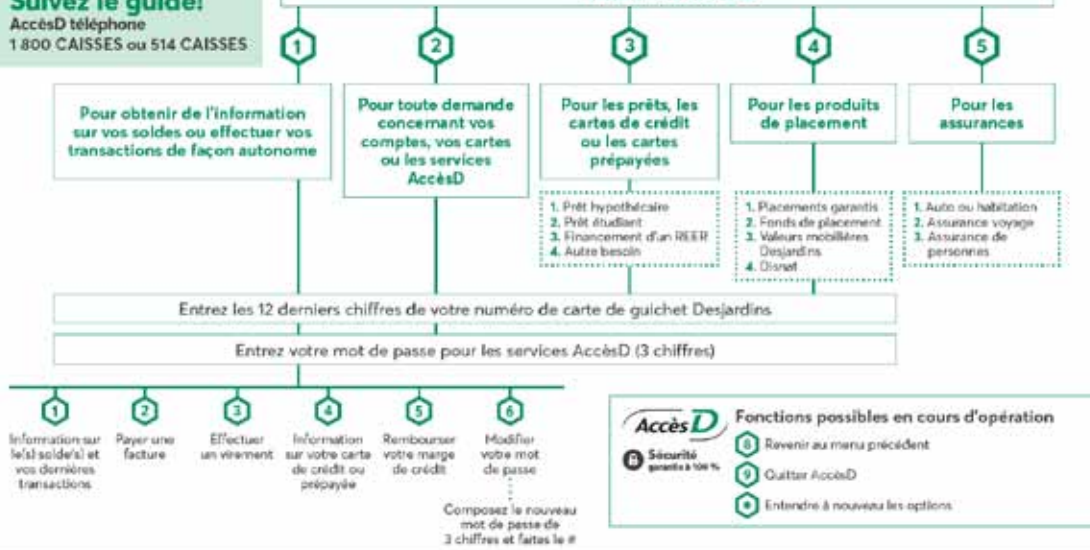 Suivez le guide!
AccèsD téléphone
1 800 CAISSES ou 514 CAISSES
1
2
3
4
5
Pour obtenir de l'information
sur vos soldes ou effectuer vos
transactions de façon autonome
Pour toute demande
concernant vos
comptes, vos cartes
ou les services
AccèsD
Pour les prêts, les
cartes de crédit
ou les cartes
prépayées
Pour les produits
de placement
Pour les
assurances
1. Prêt hypothécaire
2. Prêt étudiant
3. Financement d'un REER
4. Autre besoin
1. Placements garantis
2. Fonds de placement
3. Valeurs mobilières
Desjardins
4. Disnat
1. Auto ou habitation
2. Assurance voyage
3. Assurance de
personnes
Entrez les 12 derniers chiffres de votre numéro de carte de guichet Desjardins
Entrez votre mot de passe pour les services AccèsD (3 chiffres)
1
Information sur
le(s) solde(s) et
vos dernières
transactions
2
Payer une
facture
3
Effectuer
un virement
4
Information
sur votre carte
de crédit ou
prépayée
5
Rembourser
votre marge
de crédit
6
Modifier
votre mot
de passe
Composez le nouveau
mot de passe de
3 chiffres et faites le #
AccèsD
Sécurité
garantie à 100 %
Fonctions possibles en cours d'opération
8 Revenir au menu précédent
9 Quitter AccèsD
Entendre à nouveau les options